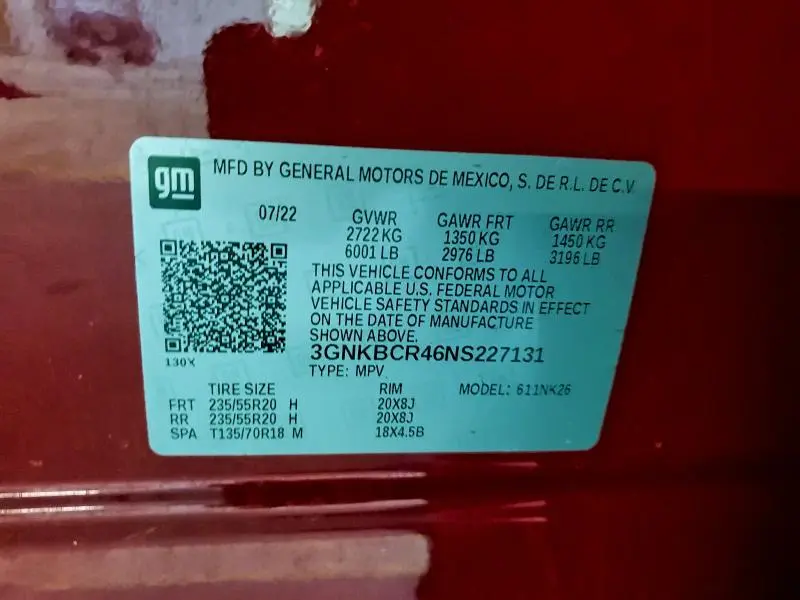 gm
MFD BY GENERAL MOTORS DE MEXICO, S. DE R.L. DE C.V.
07/22 GVWR GAWR FRT GAWR RR
2722 KG 1350 KG 1450 KG
6001 LB 2976 LB 3196 LB
THIS VEHICLE CONFORMS TO ALL
APPLICABLE U.S. FEDERAL MOTOR
VEHICLE SAFETY STANDARDS IN EFFECT
ON THE DATE OF MANUFACTURE
SHOWN ABOVE.
3GNKBCR46NS227131
130X
TYPE: MPV
TIRE SIZE RIM MODEL: 611NK26
FRT 235/55R20 H 20X8J
RR 235/55R20 H 20X8J
SPA T135/70R18 M 18X4.5B